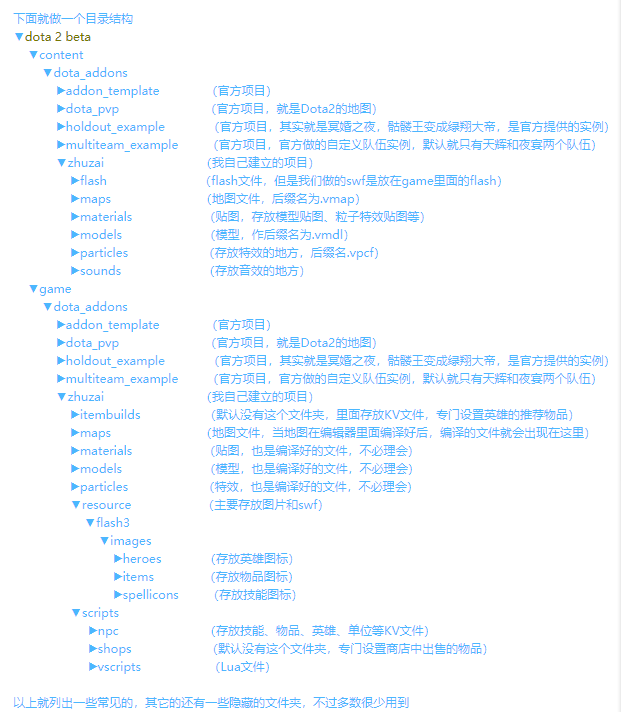 下面就做一个目录结构
▼dota 2 beta
▼content
▼dota_addons
▶addon_template (官方项目)
▶dota_pvp (官方项目，就是Dota2的地图)
▶holdout_example (官方项目，其实就是冥婚之夜，骷髅王变成绿翔大帝，是官方提供的实例)
▶multiteam_example (官方项目，官方做的自定义队伍实例，默认就只有天辉和夜宴两个队伍)
▼zhuzai (我自己建立的项目)
▶flash (flash文件，但是我们做的swf是放在game里面的flash)
▶maps (地图文件，后缀名为.vmap)
▶materials (贴图，存放模型贴图、粒子特效贴图等)
▶models (模型，作后缀名为.vmdl)
▶particles (存放特效的地方，后缀名.vpcf)
▶sounds (存放音效的地方)
▼game
▼dota_addons
▶addon_template (官方项目)
▶dota_pvp (官方项目，就是Dota2的地图)
▶holdout_example (官方项目，其实就是冥婚之夜，骷髅王变成绿翔大帝，是官方提供的实例)
▶multiteam_example (官方项目，官方做的自定义队伍实例，默认就只有天辉和夜宴两个队伍)
▼zhuzai (我自己建立的项目)
▶itembuilds (默认没有这个文件夹，里面存放KV文件，专门设置英雄的推荐物品)
▶maps (地图文件，当地图在编辑器里面编译好后，编译的文件就会出现在这里)
▶materials (贴图，也是编译好的文件，不必理会)
▶models (模型，也是编译好的文件，不必理会)
▶particles (特效，也是编译好的文件，不必理会)
▼resource (主要存放图片和swf)
▼flash3
▼images
▶heroes (存放英雄图标)
▶items (存放物品图标)
▶spellicons (存放技能图标)
▼scripts
▶npc (存放技能、物品、英雄、单位等KV文件)
▶shops (默认没有这个文件夹，专门设置商店中出售的物品)
▶vscripts (Lua文件)
以上就列出一些常见的，其它的还有一些隐藏的文件夹，不过多数很少用到